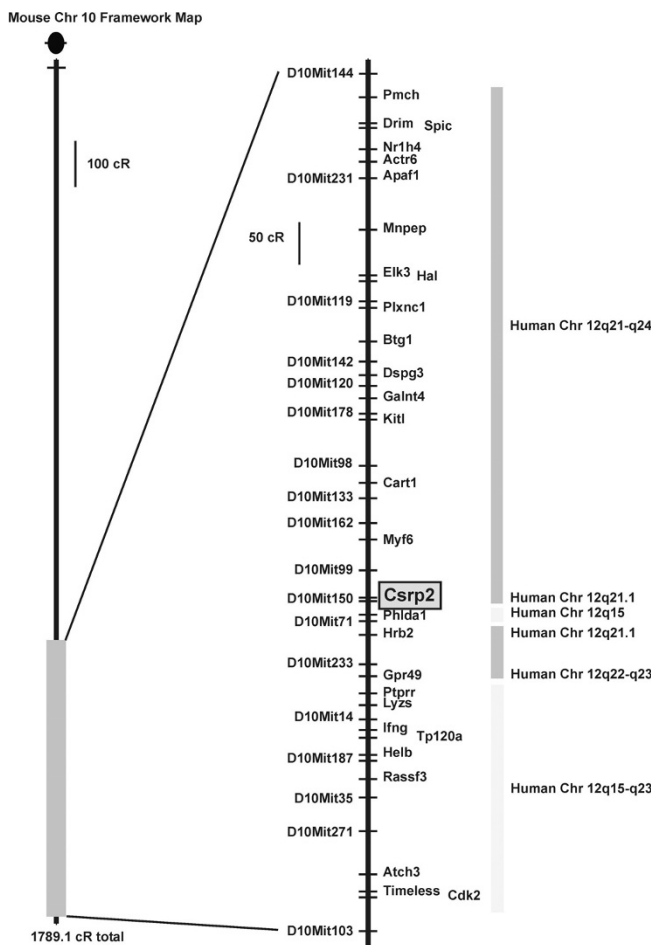 Mouse Chr 10 Framework Map
100 cR
1789.1 cR total
50 cR
D10Mit144
Pmch
Drim Spic
Nr1h4
Actr6
D10Mit231 Apaf1
Mnpep
Elk3 Hal
D10Mit119
Plxnc1
Btg1
D10Mit142
Dspg3
D10Mit120
Galnt4
D10Mit178
Kitl
D10Mit98
Cart1
D10Mit133
D10Mit162
Myf6
D10Mit99
D10Mit150 Csrp2
Phlda1
D10Mit71
Hrb2
D10Mit233
Gpr49
Ptprr
Lyzs
D10Mit14
Ifng Tp120a
Helb
D10Mit187
Rassf3
D10Mit35
D10Mit271
Atch3
Timeless Cdk2
D10Mit103
Human Chr 12q21-q24
Human Chr 12q21.1
Human Chr 12q15
Human Chr 12q21.1
Human Chr 12q22-q23
Human Chr 12q15-q23